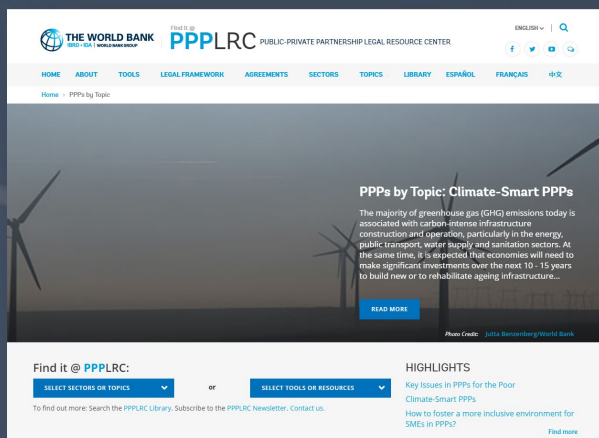 THE WORLD BANK
IBRD • IDA | WORLD BANK GROUP
Find it @
PPPLRC PUBLIC-PRIVATE PARTNERSHIP LEGAL RESOURCE CENTER
ENGLISH
HOME ABOUT TOOLS LEGAL FRAMEWORK AGREEMENTS SECTORS TOPICS LIBRARY ESPAÑOL FRANÇAIS 中文
Home > PPPs by Topic
PPPs by Topic: Climate-Smart PPPs
The majority of greenhouse gas (GHG) emissions today is
associated with carbon-intense infrastructure
construction and operation, particularly in the energy,
public transport, water supply and sanitation sectors. At
the same time, it is expected that economies will need to
make significant investments over the next 10 - 15 years
to build new or to rehabilitate ageing infrastructure...
READ MORE
Photo Credit: Jutta Benzenberg/World Bank
Find it @ PPPLRC:
SELECT SECTORS OR TOPICS or SELECT TOOLS OR RESOURCES
To find out more: Search the PPPLRC Library. Subscribe to the PPPLRC Newsletter. Contact us.
HIGHLIGHTS
Key Issues in PPPs for the Poor
Climate-Smart PPPs
How to foster a more inclusive environment for
SMEs in PPPs?
Find more